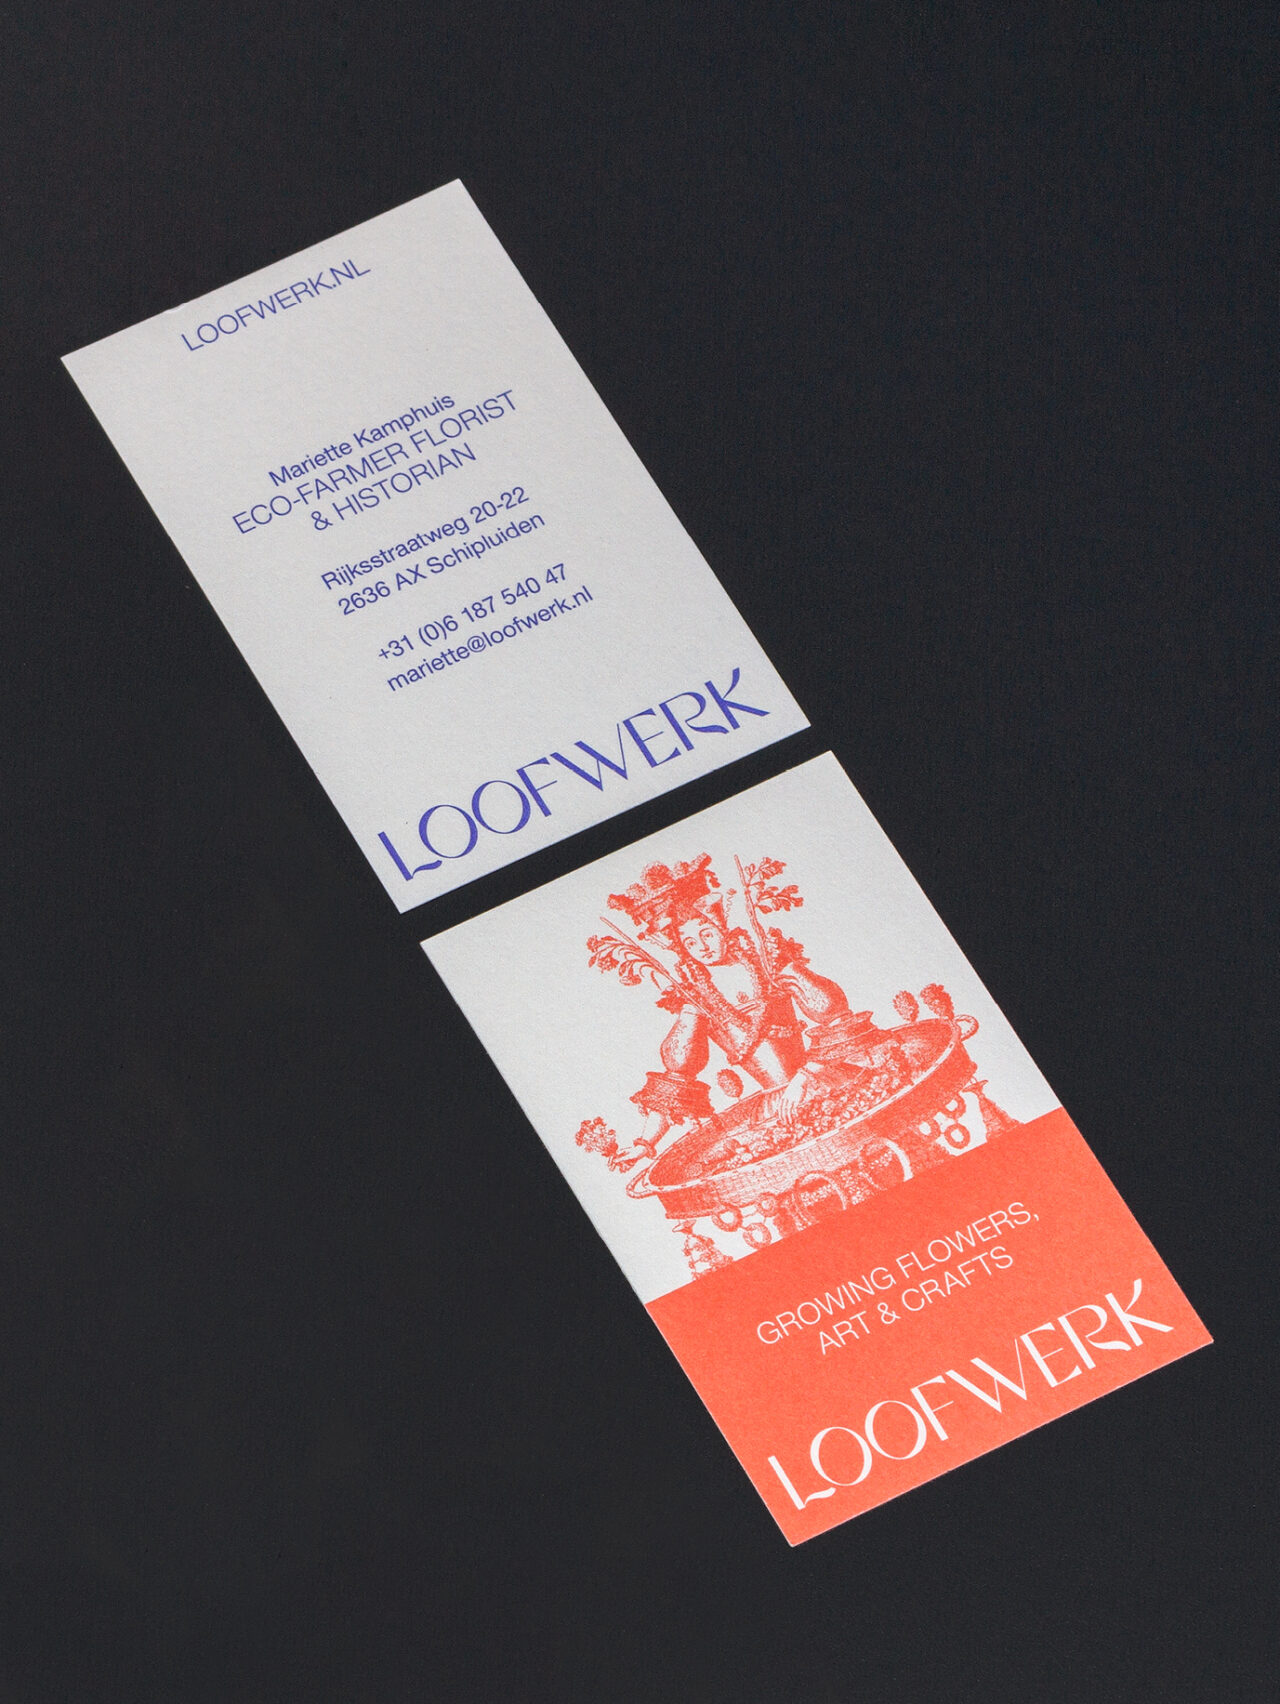 LOOFWERK.NL
Mariette Kamphuis
ECO-FARMER FLORIST
& HISTORIAN
Rijksstraatweg 20-22
2636 AX Schipluiden
+31 (0)6 187 540 47
mariette@loofwerk.nl
LOOFWERK
GROWING FLOWERS,
ART & CRAFTS
LOOFWERK